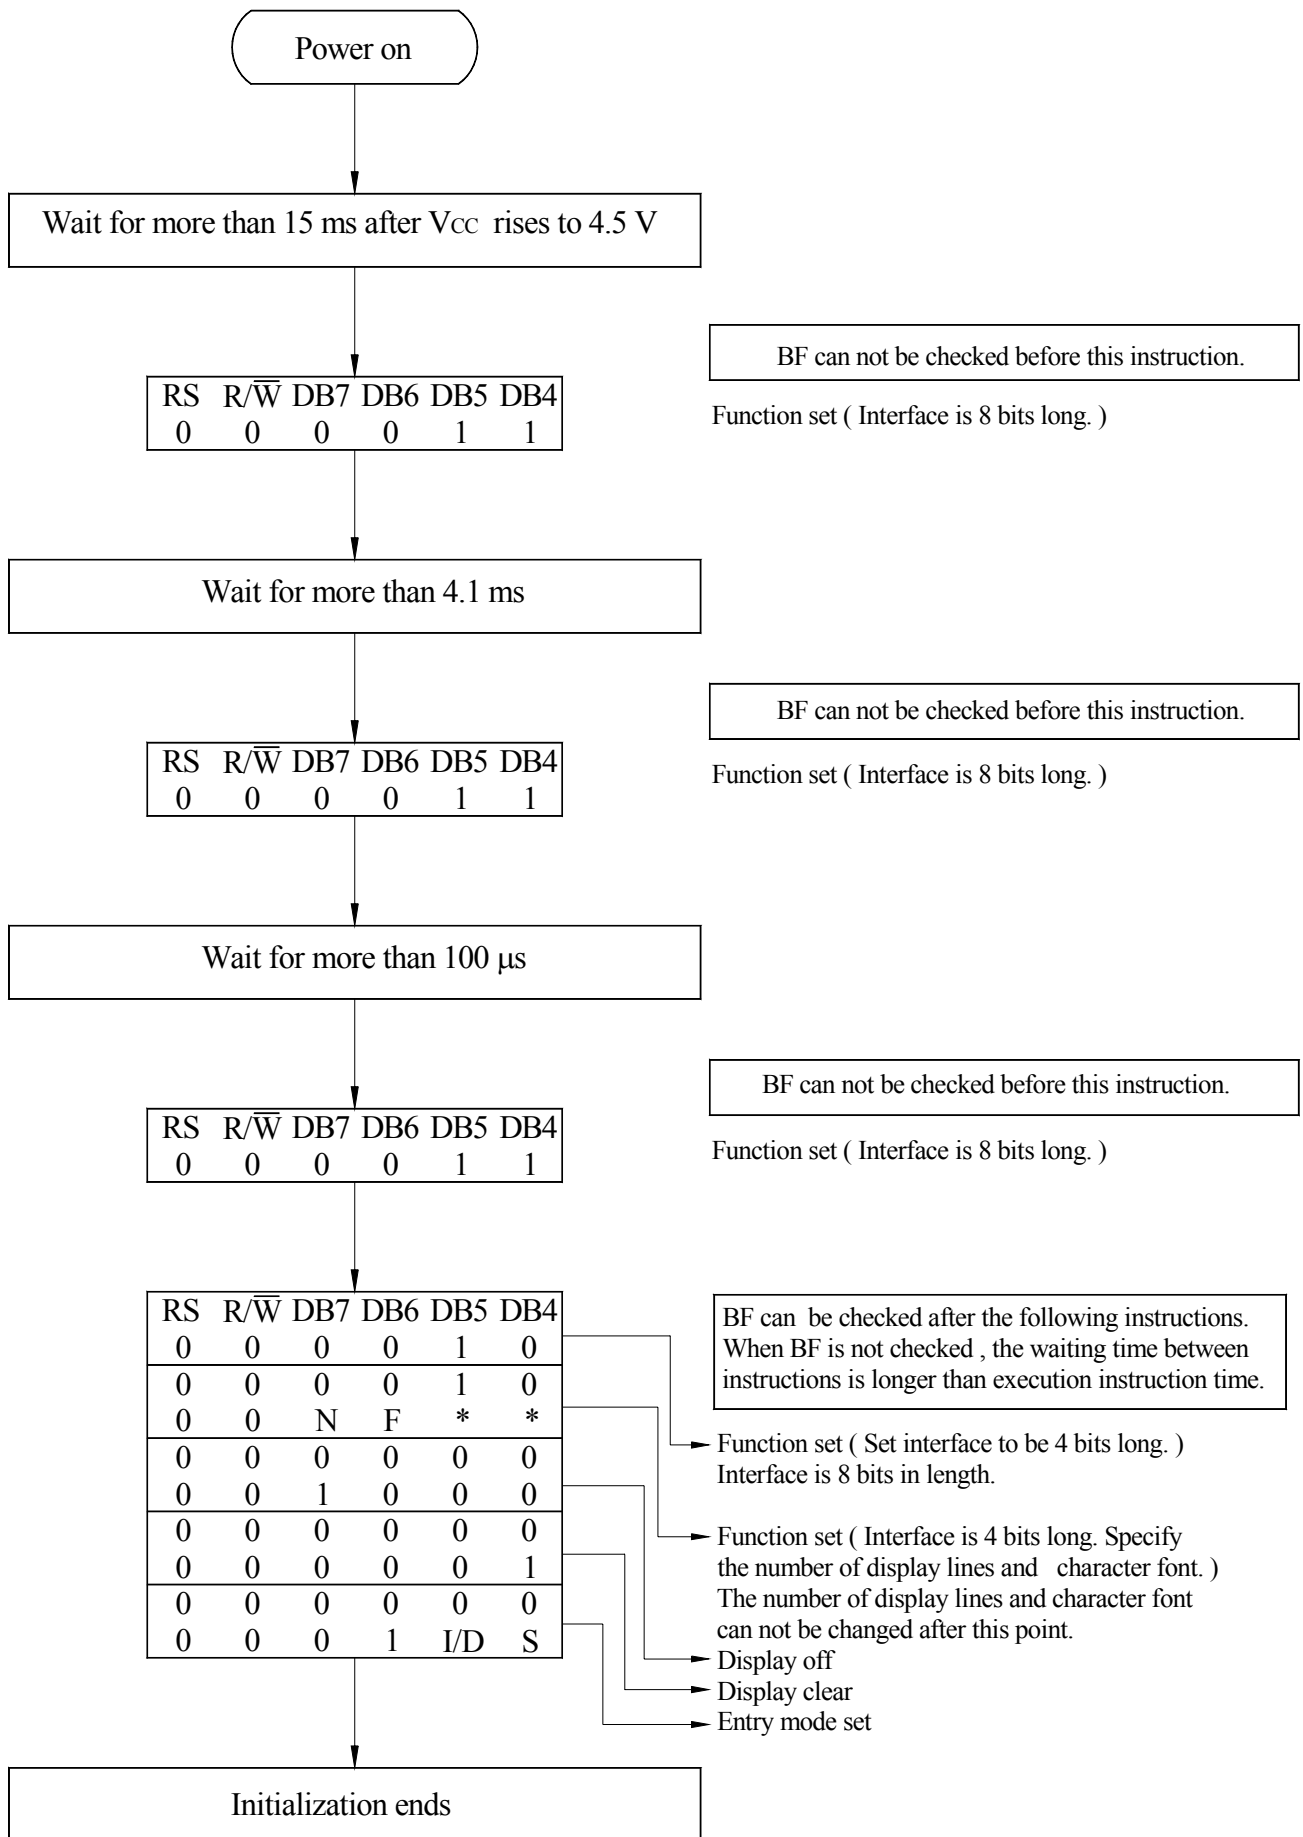 Power on
Wait for more than 15 ms after VCC rises to 4.5 V
BF can not be checked before this instruction.
RS R/W̅ DB7 DB6 DB5 DB4
0 0 0 0 1 1
Function set ( Interface is 8 bits long. )
Wait for more than 4.1 ms
BF can not be checked before this instruction.
RS R/W̅ DB7 DB6 DB5 DB4
0 0 0 0 1 1
Function set ( Interface is 8 bits long. )
Wait for more than 100 μs
BF can not be checked before this instruction.
RS R/W̅ DB7 DB6 DB5 DB4
0 0 0 0 1 1
Function set ( Interface is 8 bits long. )
RS R/W̅ DB7 DB6 DB5 DB4
0 0 0 0 1 0
0 0 0 0 1 0
0 0 N F * *
0 0 0 0 0 0
0 0 1 0 0 0
0 0 0 0 0 0
0 0 0 0 0 1
0 0 0 0 0 0
0 0 0 1 I/D S
BF can be checked after the following instructions.
When BF is not checked , the waiting time between
instructions is longer than execution instruction time.
Function set ( Set interface to be 4 bits long. )
Interface is 8 bits in length.
Function set ( Interface is 4 bits long. Specify
the number of display lines and character font. )
The number of display lines and character font
can not be changed after this point.
Display off
Display clear
Entry mode set
Initialization ends